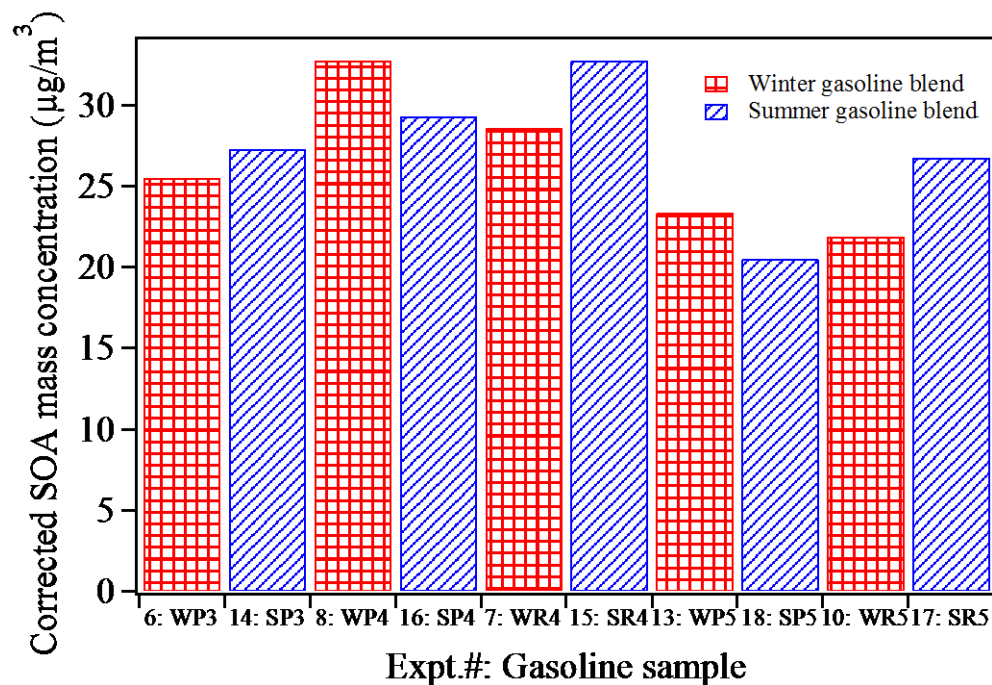 Corrected SOA mass concentration (µg/m³)
30
25
20
15
10
5
0
Winter gasoline blend
Summer gasoline blend
6: WP3 14: SP3 8: WP4 16: SP4 7: WR4 15: SR4 13: WP5 18: SP5 10: WR5 17: SR5
Expt.#: Gasoline sample